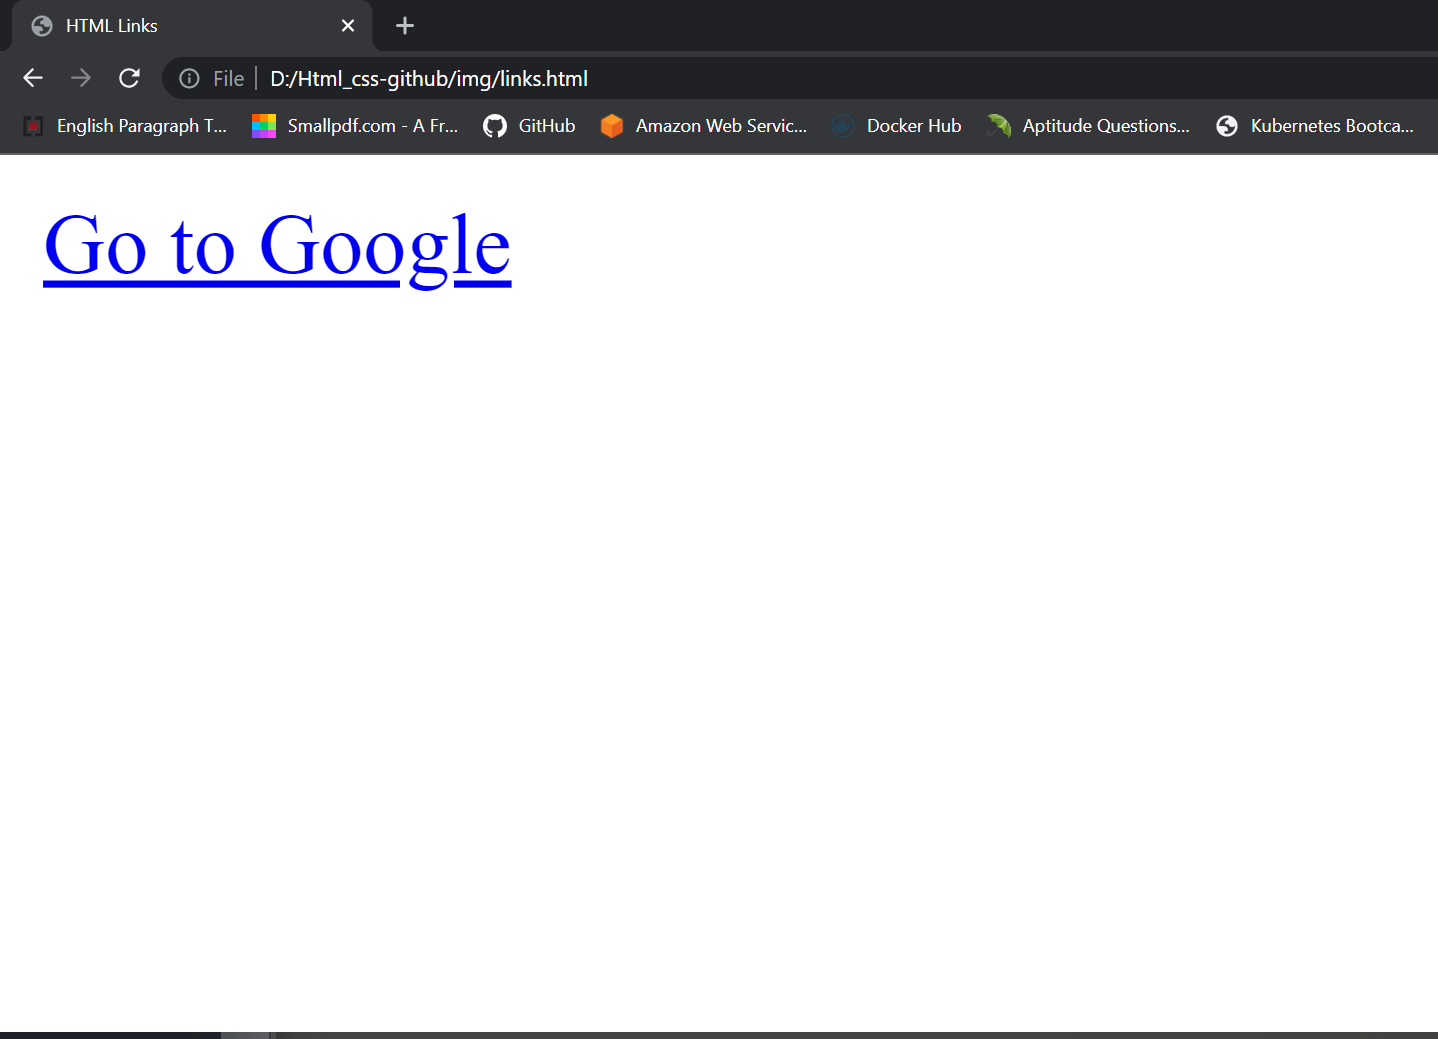 HTML Links
File D:/Html_css-github/img/links.html
English Paragraph T... Smallpdf.com - A Fr... GitHub Amazon Web Servic... Docker Hub Aptitude Questions... Kubernetes Bootca...
Go to Google